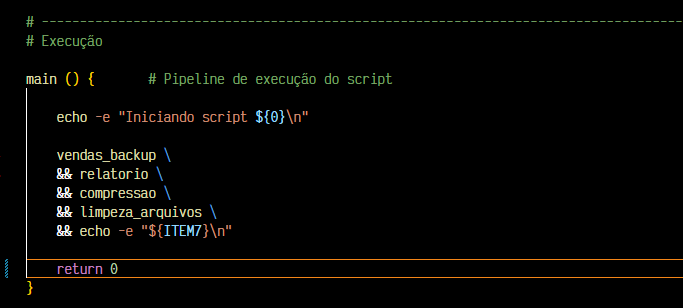 # -------------------------------------------------------------------------------------
# Execução
main () {       # Pipeline de execução do script
    echo -e "Iniciando script ${0}\n"
    vendas_backup \
    && relatorio \
    && compressao \
    && limpeza_arquivos \
    && echo -e "${ITEM7}\n"
    return 0
}